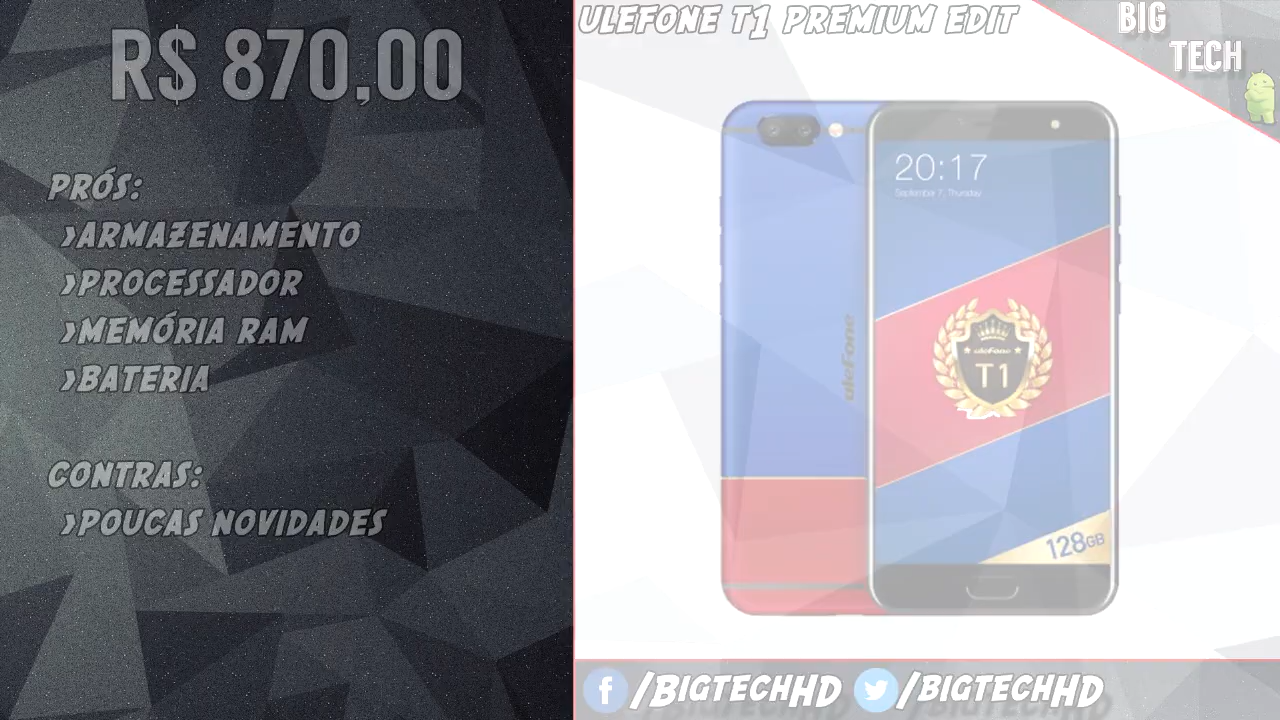 R$ 870,00
PRÓS:
›ARMAZENAMENTO
›PROCESSADOR
›MEMÓRIA RAM
›BATERIA
CONTRAS:
›POUCAS NOVIDADES
ULEFONE T1 PREMIUM EDIT
BIG
TECH
20:17
September 7, Thursday
ulefone
ulefone
T1
128GB
/BIGTECHHD
/BIGTECHHD